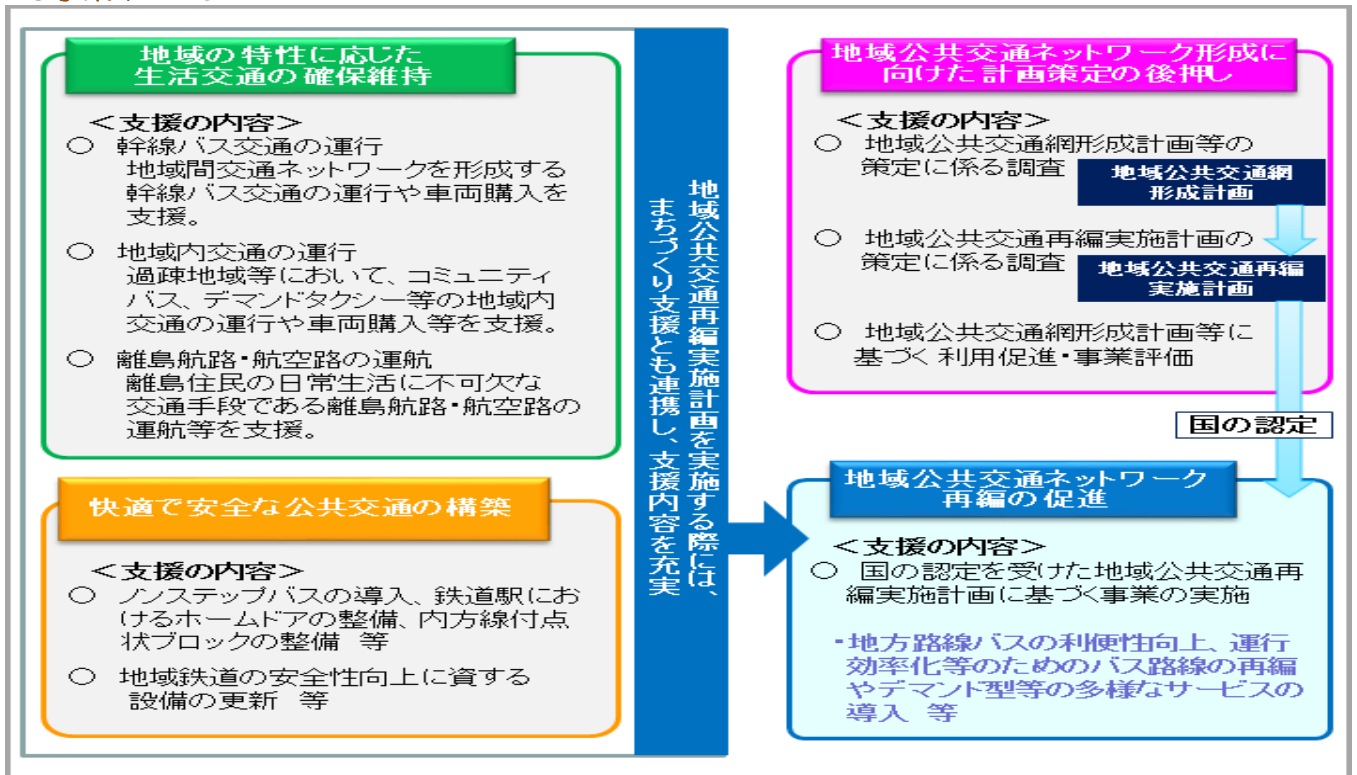 地域の特性に応じた
生活交通の確保維持
＜支援の内容＞
○ 幹線バス交通の運行
地域間交通ネットワークを形成する
幹線バス交通の運行や車両購入を
支援。
○ 地域内交通の運行
過疎地域等において、コミュニティ
バス、デマンドタクシー等の地域内
交通の運行や車両購入等を支援。
○ 離島航路・航空路の運航
離島住民の日常生活に不可欠な
交通手段である離島航路・航空路の
運航等を支援。
快適で安全な公共交通の構築
＜支援の内容＞
○ ノンステップバスの導入、鉄道駅にお
けるホームドアの整備、内方線付点
状ブロックの整備 等
○ 地域鉄道の安全性向上に資する
設備の更新 等
地域公共交通再編実施計画を実施する際には、
まちづくり支援とも連携し、支援内容を充実
地域公共交通ネットワーク形成に
向けた計画策定の後押し
＜支援の内容＞
○ 地域公共交通網形成計画等の
策定に係る調査
地域公共交通網
形成計画
○ 地域公共交通再編実施計画の
策定に係る調査
地域公共交通再編
実施計画
○ 地域公共交通網形成計画等に
基づく利用促進・事業評価
国の認定
地域公共交通ネットワーク
再編の促進
＜支援の内容＞
○ 国の認定を受けた地域公共交通再
編実施計画に基づく事業の実施
・地方路線バスの利便性向上、運行
効率化等のためのバス路線の再編
やデマンド型等の多様なサービスの
導入 等